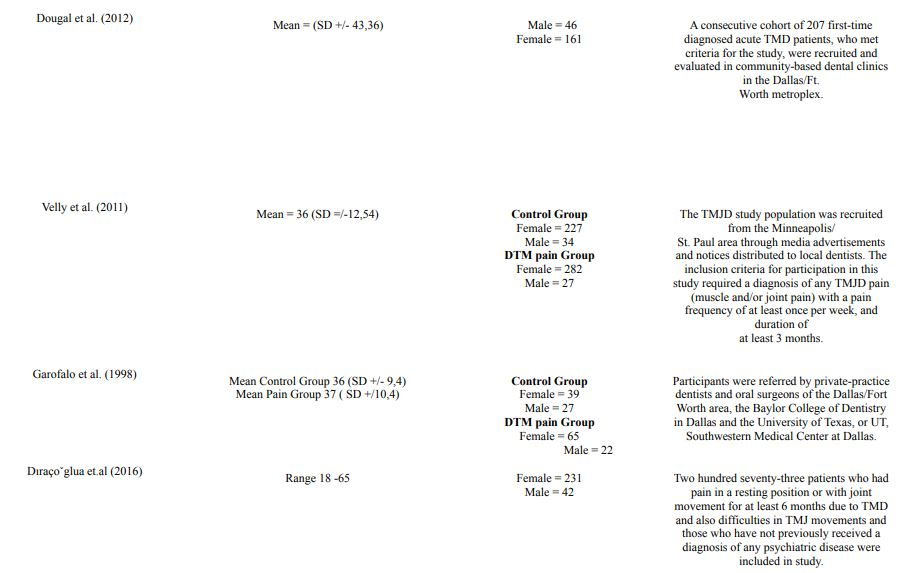 Dougal et al. (2012)
Mean = (SD +/- 43,36)
Male = 46
Female = 161
A consecutive cohort of 207 first-time
diagnosed acute TMD patients, who met
criteria for the study, were recruited and
evaluated in community-based dental clinics
in the Dallas/Ft.
Worth metroplex.
Velly et al. (2011)
Mean = 36 (SD =/-12,54)
Control Group
Female = 227
Male = 34
DTM pain Group
Female = 282
Male = 27
The TMJD study population was recruited
from the Minneapolis/
St. Paul area through media advertisements
and notices distributed to local dentists. The
inclusion criteria for participation in this
study required a diagnosis of any TMJD pain
(muscle and/or joint pain) with a pain
frequency of at least once per week, and
duration of
at least 3 months.
Garofalo et al. (1998)
Mean Control Group 36 (SD +/- 9,4)
Mean Pain Group 37 ( SD +/10,4)
Control Group
Female = 39
Male = 27
DTM pain Group
Female = 65
Male = 22
Participants were referred by private-practice
dentists and oral surgeons of the Dallas/Fort
Worth area, the Baylor College of Dentistry
in Dallas and the University of Texas, or UT,
Southwestern Medical Center at Dallas.
Dıraço˘glua et.al (2016)
Range 18 -65
Female = 231
Male = 42
Two hundred seventy-three patients who had
pain in a resting position or with joint
movement for at least 6 months due to TMD
and also difficulties in TMJ movements and
those who have not previously received a
diagnosis of any psychiatric disease were
included in study.